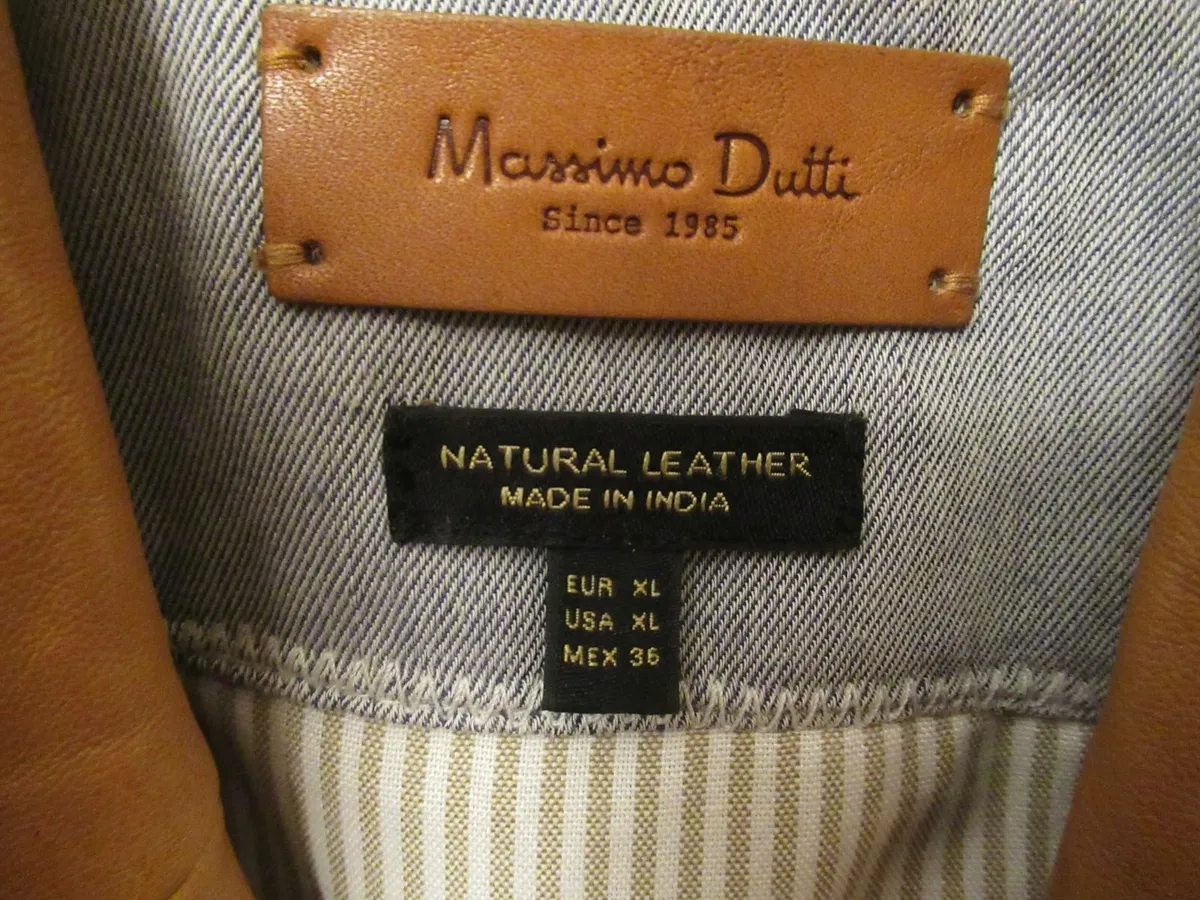 Massimo Dutti
Since 1985
NATURAL LEATHER
MADE IN INDIA
EUR XL
USA XL
MEX 36